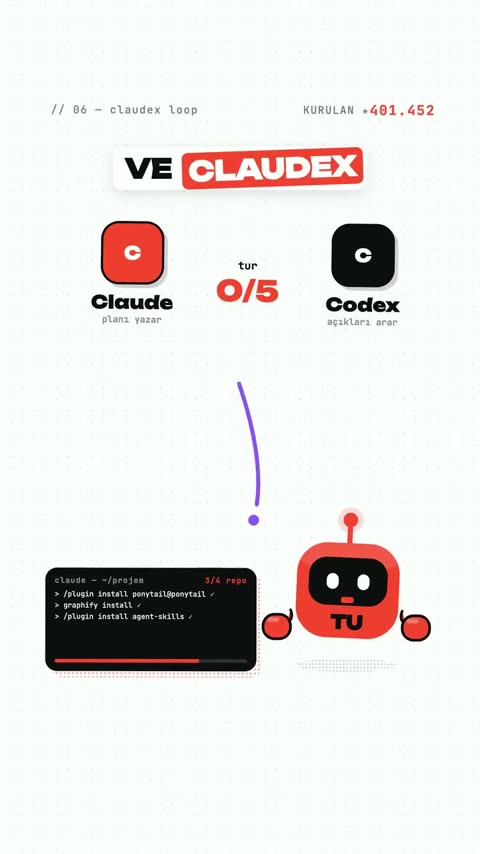 // 06 — claudex loop
KURULAN ★401.452
VE CLAUDEX
C
C
tur
0/5
Claude
planı yazar
Codex
açıkları arar
claude — ~/projem
3/4 repo
> /plugin install ponytail@ponytail ✓
> graphify install ✓
> /plugin install agent-skills ✓
TU